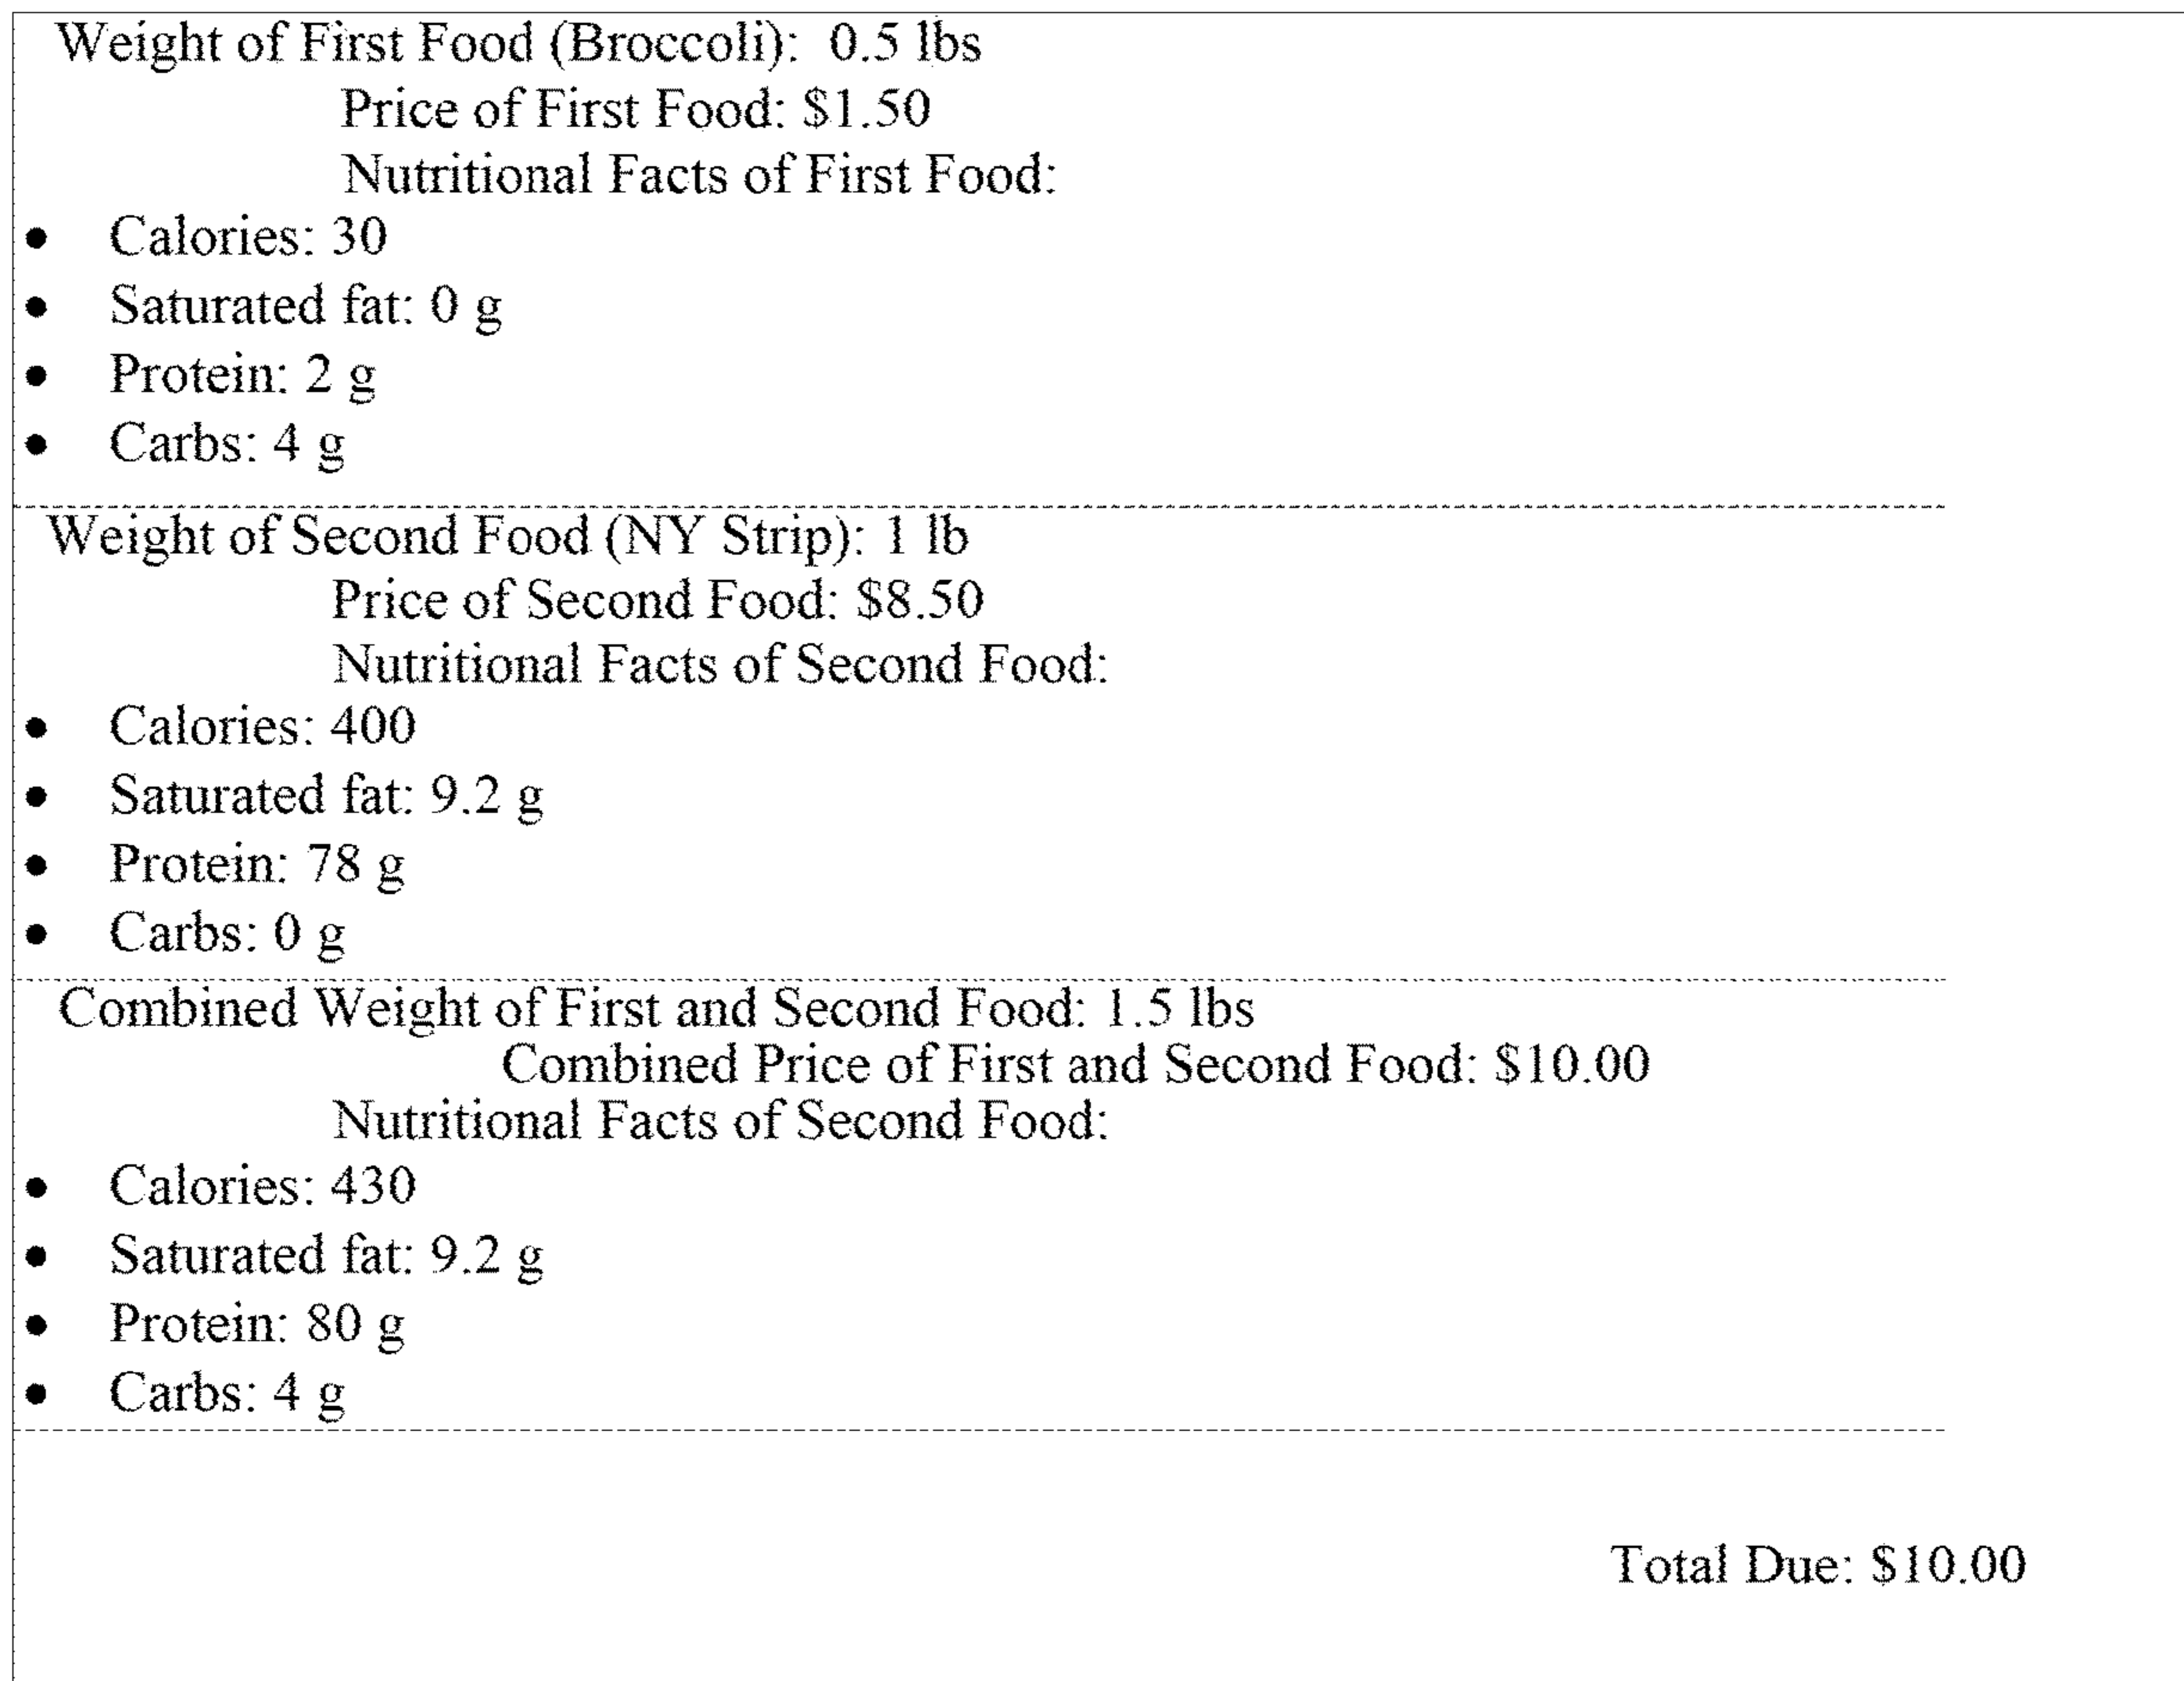 Weight of First Food (Broccoli): 0.5 lbs
Price of First Food: $1.50
Nutritional Facts of First Food:
• Calories: 30
• Saturated fat: 0 g
• Protein: 2 g
• Carbs: 4 g
Weight of Second Food (NY Strip): 1 lb
Price of Second Food: $8.50
Nutritional Facts of Second Food:
• Calories: 400
• Saturated fat: 9.2 g
• Protein: 78 g
• Carbs: 0 g
Combined Weight of First and Second Food: 1.5 lbs
Combined Price of First and Second Food: $10.00
Nutritional Facts of Second Food:
• Calories: 430
• Saturated fat: 9.2 g
• Protein: 80 g
• Carbs: 4 g
Total Due: $10.00